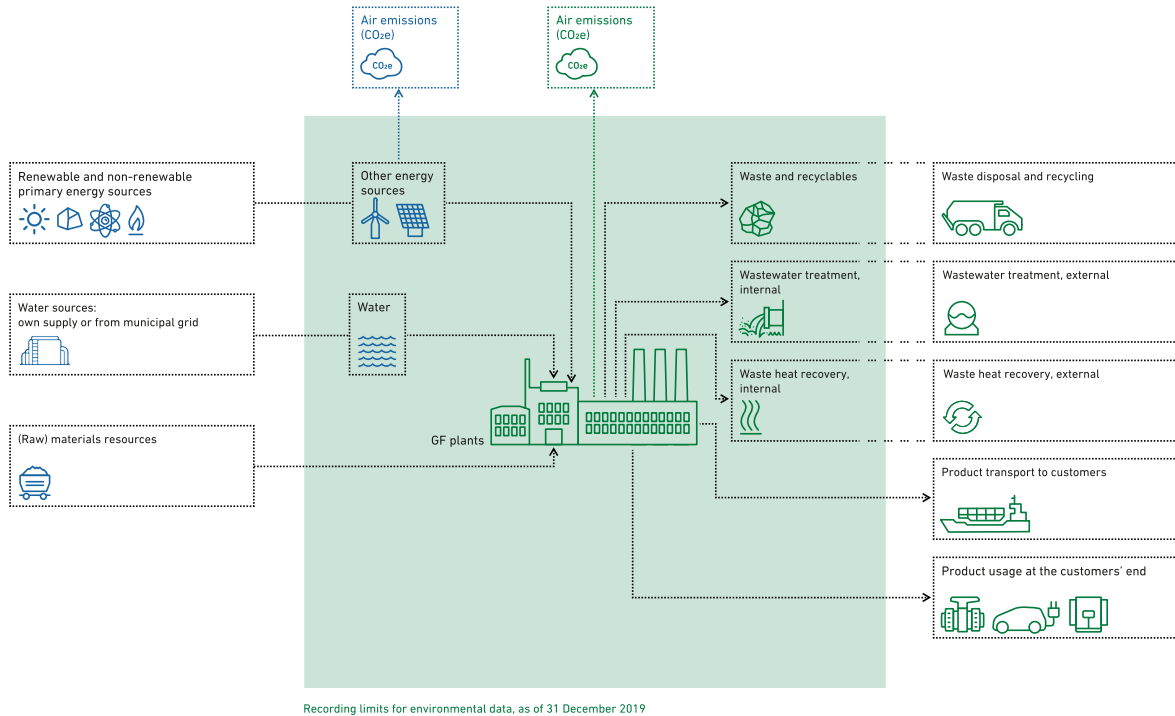 Air emissions
(CO₂e)
CO₂e
Air emissions
(CO₂e)
CO₂e
Renewable and non-renewable
primary energy sources
Other energy
sources
Waste and recyclables
Waste disposal and recycling
Wastewater treatment,
internal
Wastewater treatment, external
Water sources:
own supply or from municipal grid
Water
Waste heat recovery,
internal
Waste heat recovery, external
(Raw) materials resources
GF plants
Product transport to customers
Product usage at the customers’ end
Recording limits for environmental data, as of 31 December 2019